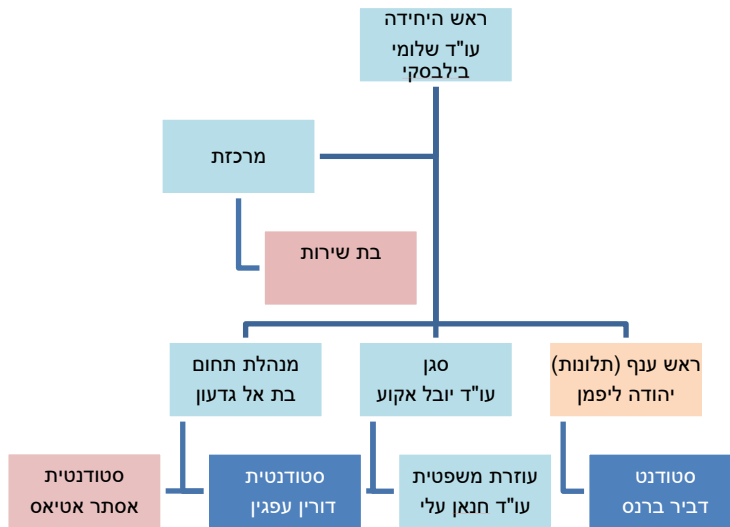 ראש היחידה
עו"ד שלומי
בילבסקי
מרכזת
בת שירות
ראש ענף (תלונות)
יהודה ליפמן
סגן
עו"ד יובל אקוע
מנהלת תחום
בת אל גדעון
סטודנט
דביר ברנס
עוזרת משפטית
עו"ד חנאן עלי
סטודנטית
דורין עפגין
סטודנטית
אסתר אטיאס